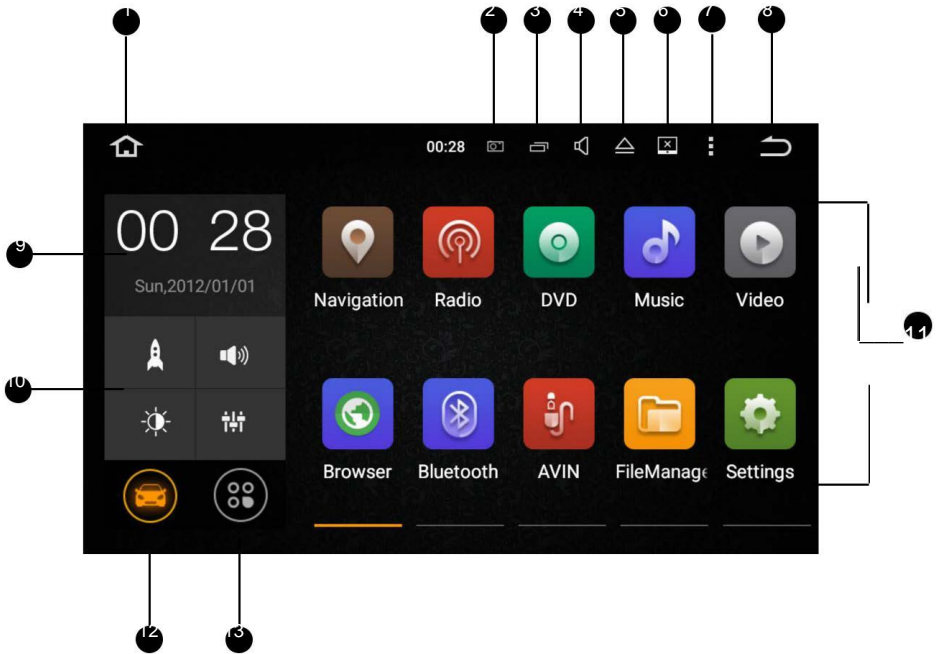 1
2
3
4
5
6
7
8
00:28
00 28
Sun,2012/01/01
9
10
Navigation
Radio
DVD
Music
Video
11
Browser
Bluetooth
AVIN
FileManage
Settings
12
13